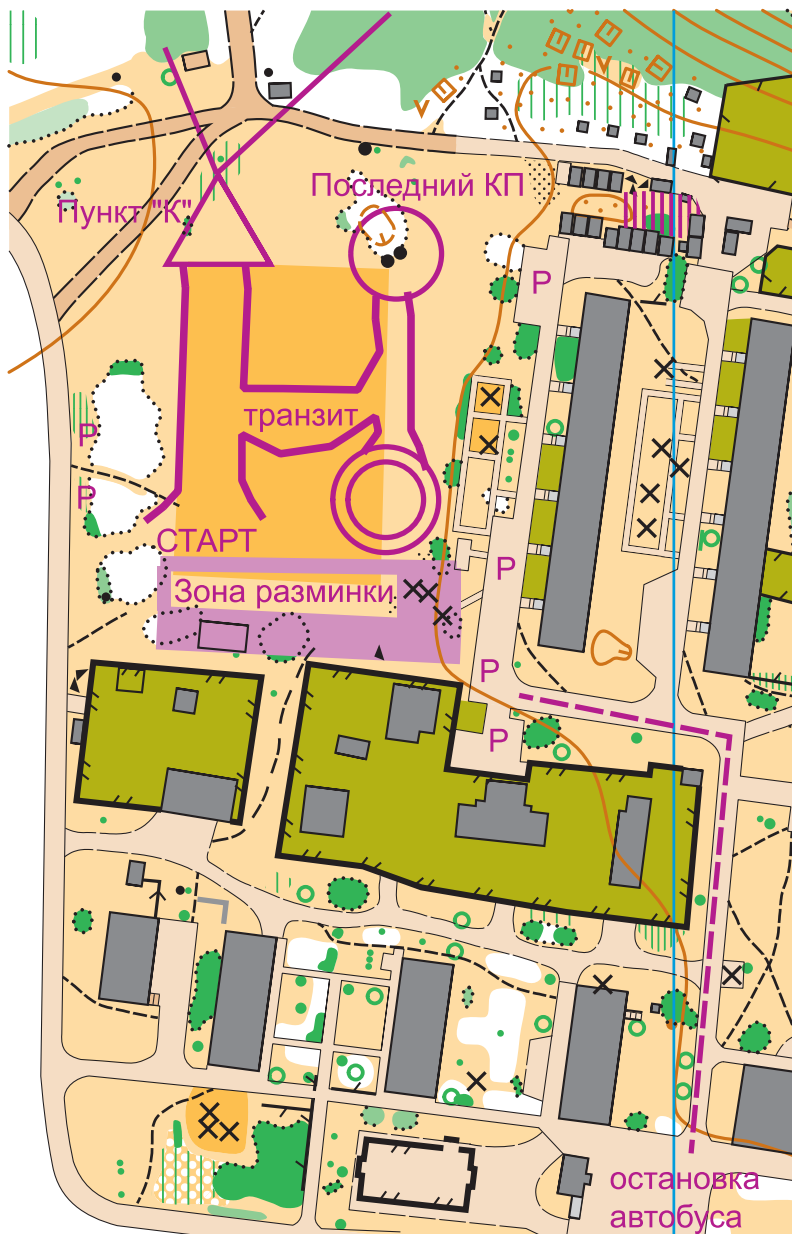 Последний КП
Пункт "К"
P
транзит
P
P
СТАРТ
P
Зона разминки
P
P
остановка
автобуса